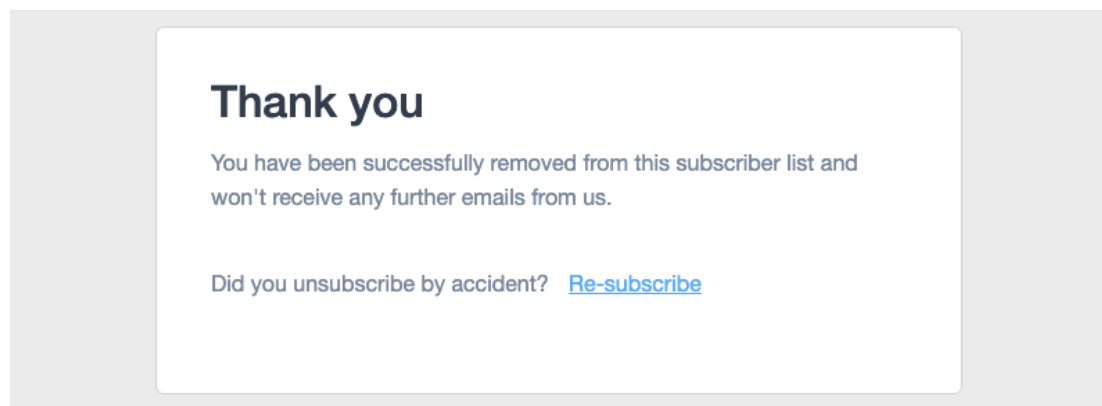 Thank you
You have been successfully removed from this subscriber list and
won't receive any further emails from us.
Did you unsubscribe by accident? Re-subscribe